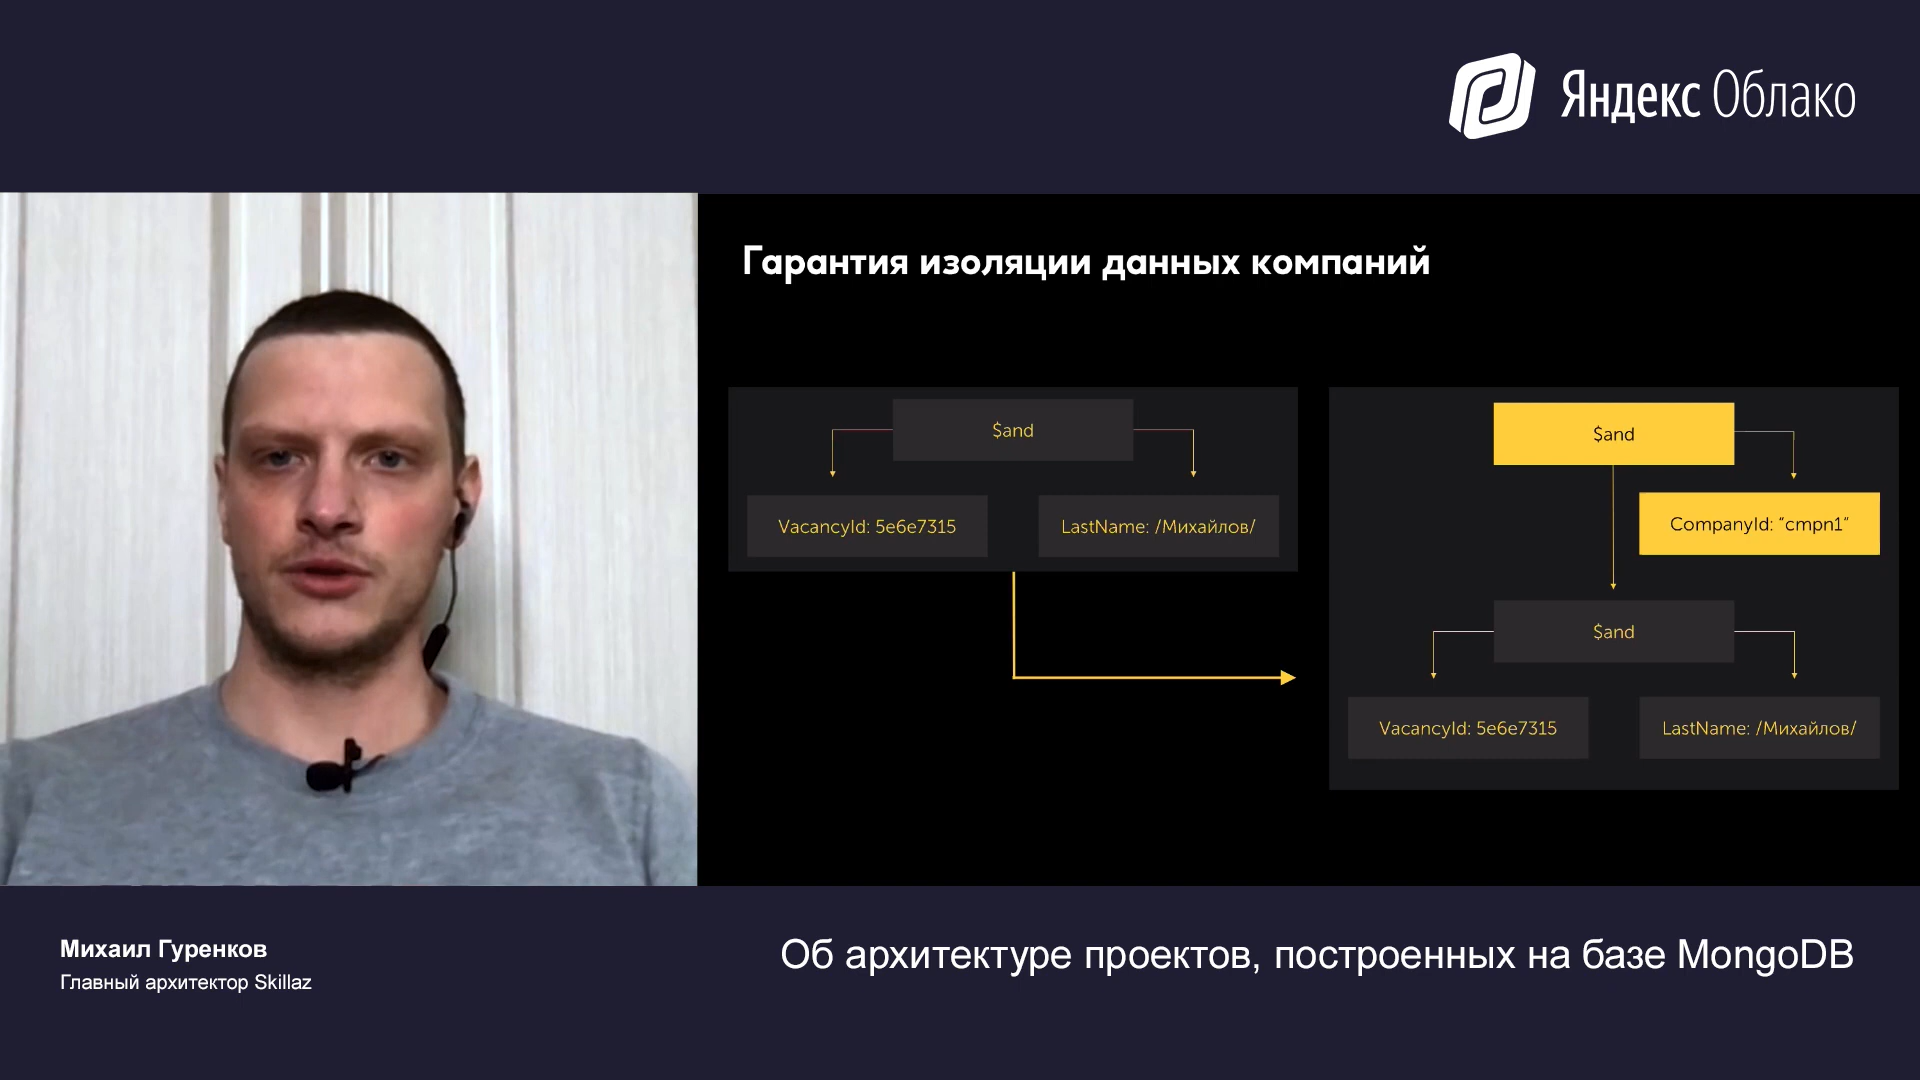 Яндекс Облако
Гарантия изоляции данных компаний
$and
VacancyId: 5e6e7315
LastName: /Михайлов/
$and
CompanyId: “cmpn1”
$and
VacancyId: 5e6e7315
LastName: /Михайлов/
Михаил Гуренков
Главный архитектор Skillaz
Об архитектуре проектов, построенных на базе MongoDB